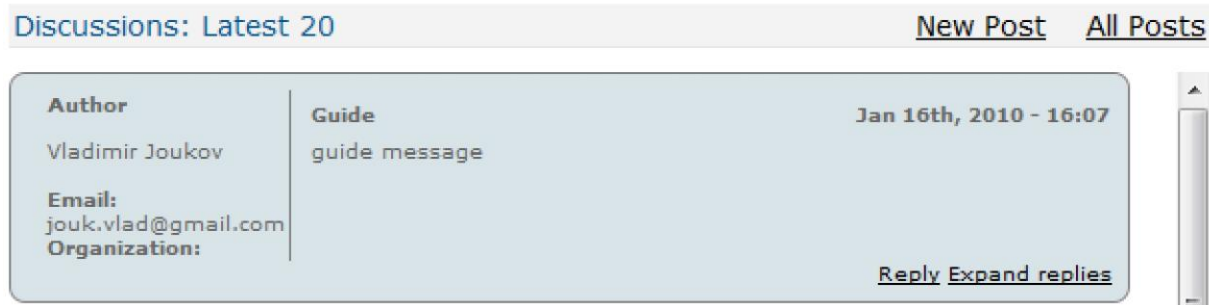 Discussions: Latest 20 New Post All Posts
Author
Guide Jan 16th, 2010 - 16:07
Vladimir Joukov guide message
Email:
jouk.vlad@gmail.com
Organization:
Reply Expand replies